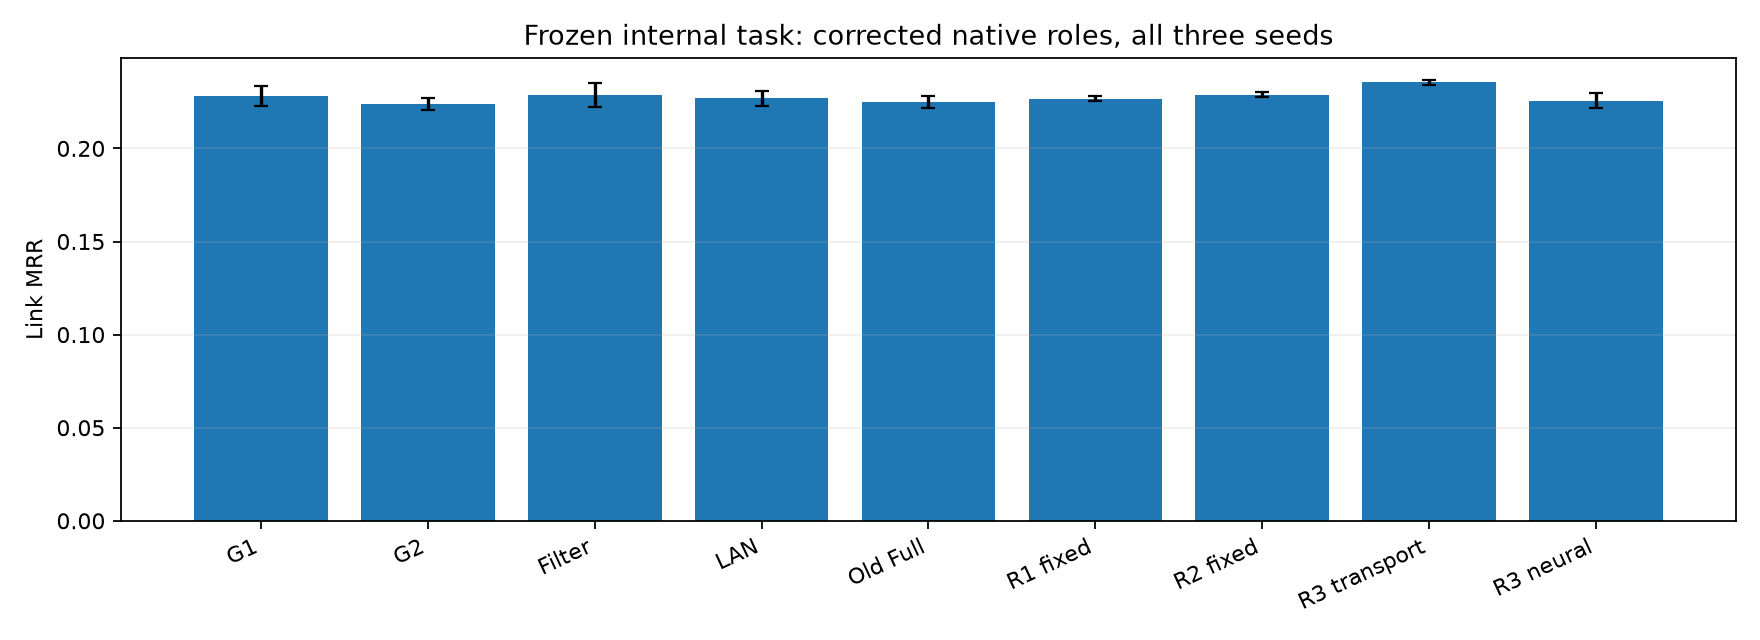 Frozen internal task: corrected native roles, all three seeds
Link MRR
0.20
0.15
0.10
0.05
0.00
G1
G2
Filter
LAN
Old Full
R1 fixed
R2 fixed
R3 transport
R3 neural